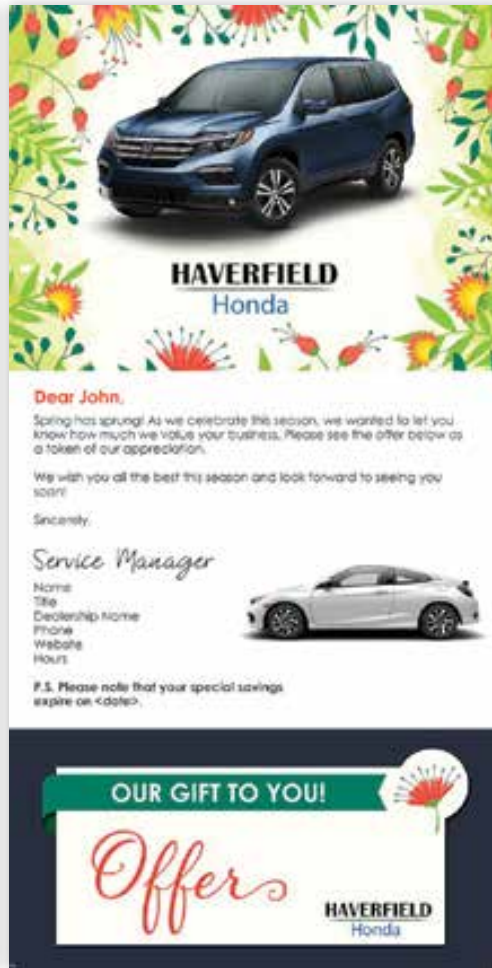 HAVERFIELD
Honda
Dear John,
Spring has sprung! As we celebrate this season, we wanted to let you
know how much we value your business. Please see the offer below as
a token of our appreciation.
We wish you all the best this season and look forward to seeing you
soon!
Sincerely,
Service Manager
Name
Title
Dealership Name
Phone
Website
Hours
P.S. Please note that your special savings
expire on <date>.
OUR GIFT TO YOU!
Offer
HAVERFIELD
Honda